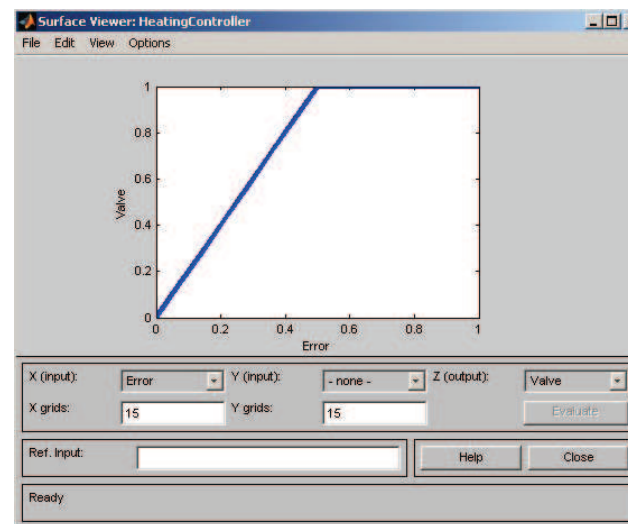 Surface Viewer: HeatingController
File Edit View Options
1
0.8
0.6
0.4
0.2
0
Valve
0 0.2 0.4 0.6 0.8 1
Error
X (input): Error Y (input): - none - Z (output): Valve
X grids: 15 Y grids: 15 Evaluate
Ref. Input: Help Close
Ready